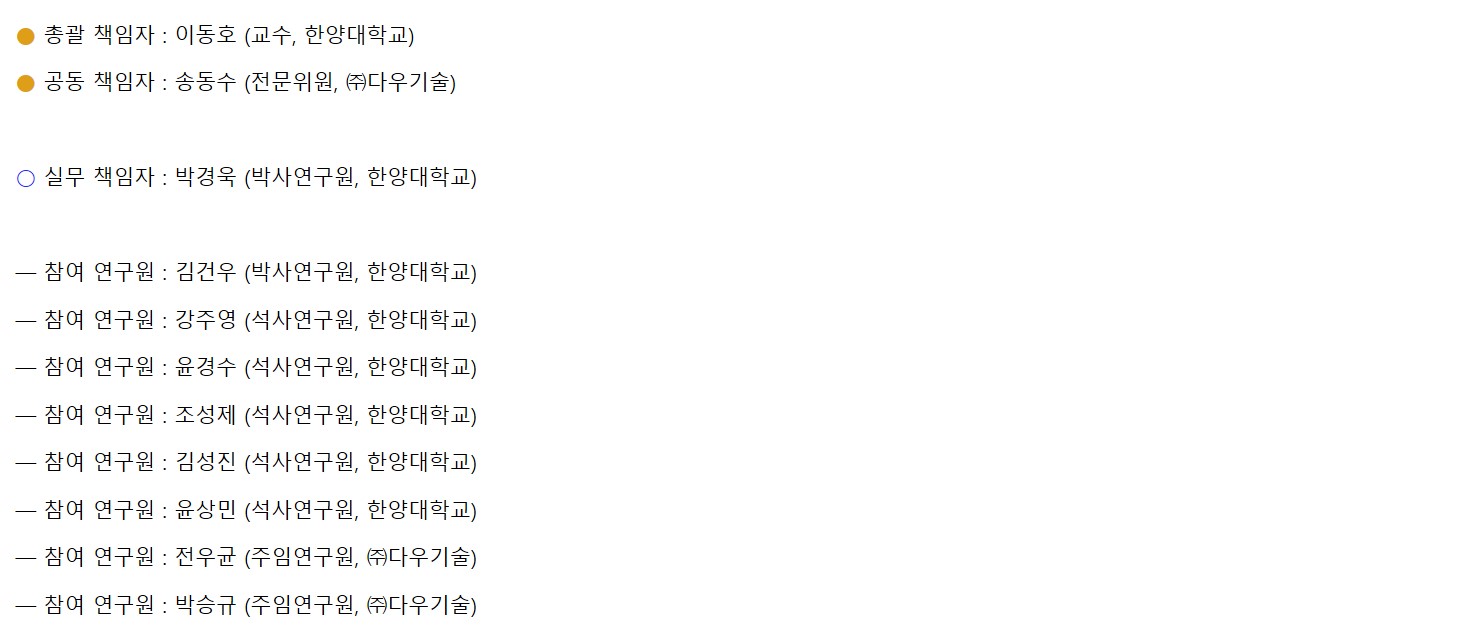 ● 총괄 책임자 : 이동호 (교수, 한양대학교)
● 공동 책임자 : 송동수 (전문위원, ㈜다우기술)
○ 실무 책임자 : 박경욱 (박사연구원, 한양대학교)
― 참여 연구원 : 김건우 (박사연구원, 한양대학교)
― 참여 연구원 : 강주영 (석사연구원, 한양대학교)
― 참여 연구원 : 윤경수 (석사연구원, 한양대학교)
― 참여 연구원 : 조성제 (석사연구원, 한양대학교)
― 참여 연구원 : 김성진 (석사연구원, 한양대학교)
― 참여 연구원 : 윤상민 (석사연구원, 한양대학교)
― 참여 연구원 : 전우균 (주임연구원, ㈜다우기술)
― 참여 연구원 : 박승규 (주임연구원, ㈜다우기술)